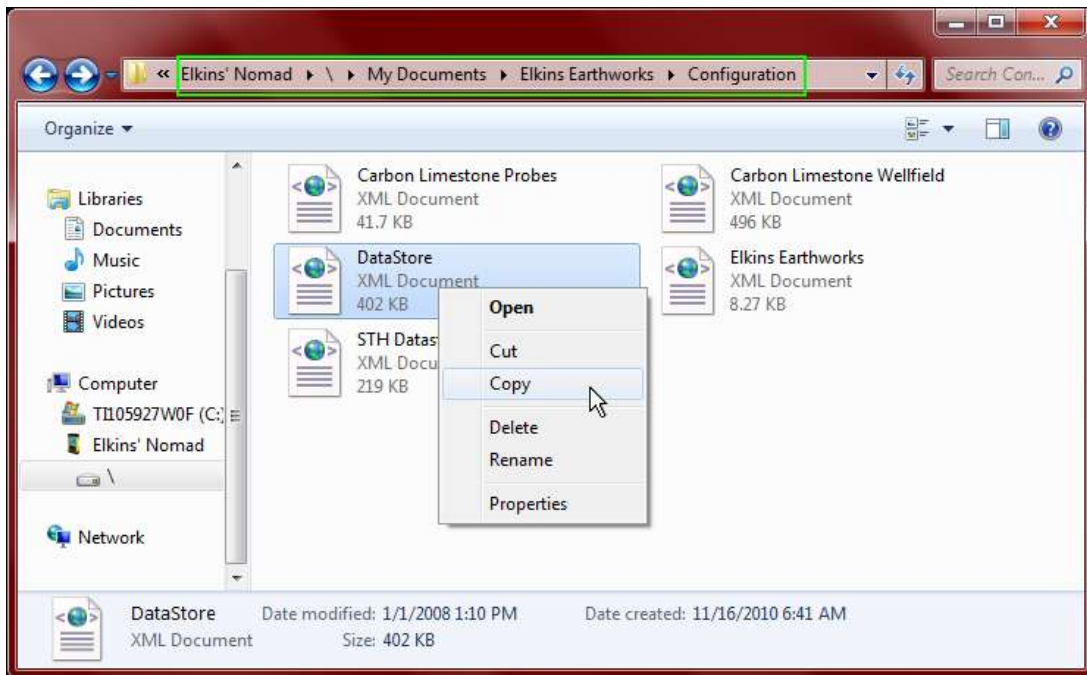 « Elkins' Nomad ▸ \ ▸ My Documents ▸ Elkins Earthworks ▸ Configuration
Search Con...
Organize
Libraries
Documents
Music
Pictures
Videos
Computer
TI105927W0F (C:)
Elkins' Nomad
\
Network
Carbon Limestone Probes
XML Document
41.7 KB
Carbon Limestone Wellfield
XML Document
496 KB
DataStore
XML Document
402 KB
Elkins Earthworks
XML Document
8.27 KB
STH Datas
XML Docu
219 KB
Open
Cut
Copy
Delete
Rename
Properties
DataStore Date modified: 1/1/2008 1:10 PM Date created: 11/16/2010 6:41 AM
XML Document Size: 402 KB